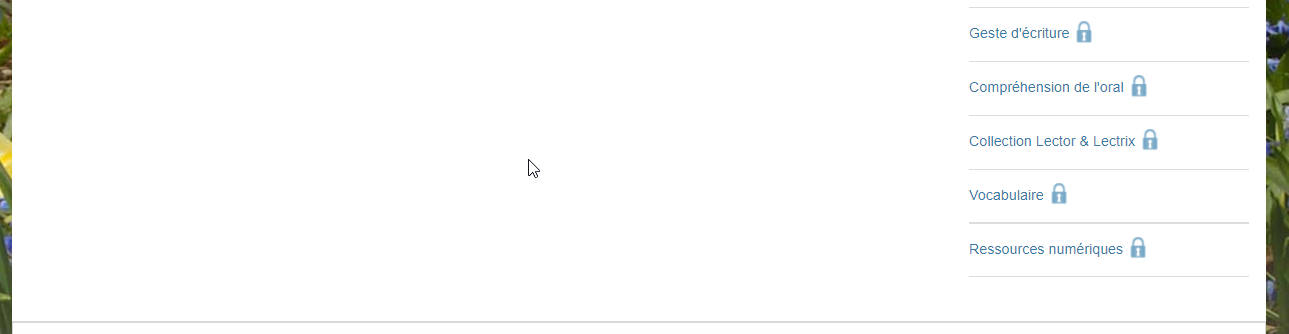 Geste d'écriture
Compréhension de l'oral
Collection Lector & Lectrix
Vocabulaire
Ressources numériques